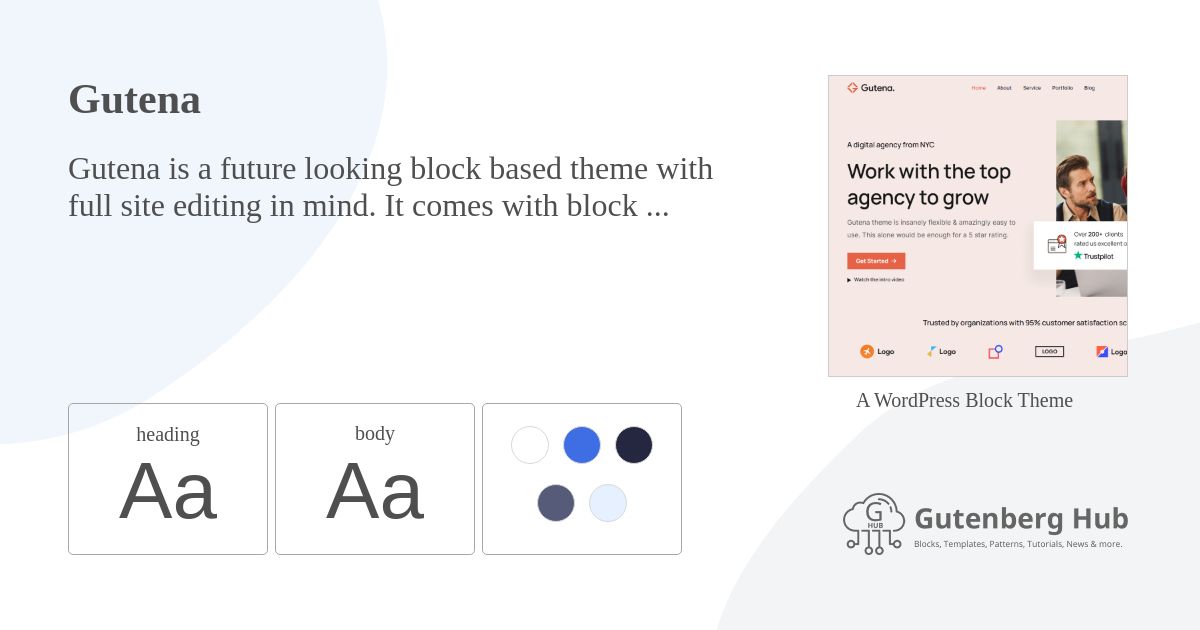 Gutena
Gutena is a future looking block based theme with
full site editing in mind. It comes with block ...
heading
Aa
body
Aa
Gutena.
Home About Service Portfolio Blog
A digital agency from NYC
Work with the top
agency to grow
Gutena theme is insanely flexible & amazingly easy to
use. This alone would be enough for a 5 star rating.
Get Started →
Watch the intro video
Over 200+ clients
rated us excellent
Trustpilot
Trusted by organizations with 95% customer satisfaction
Logo
Logo
LOGO
Logo
A WordPress Block Theme
G
HUB
Gutenberg Hub
Blocks, Templates, Patterns, Tutorials, News & more.